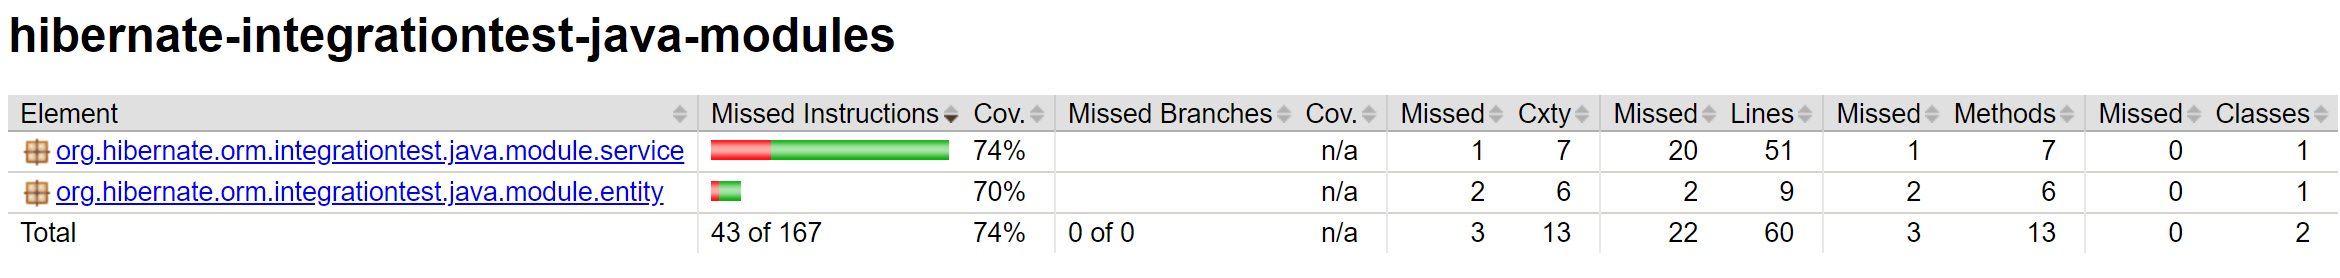 hibernate-integrationtest-java-modules
Element Missed Instructions Cov. Missed Branches Cov. Missed Cxty Missed Lines Missed Methods Missed Classes
org.hibernate.orm.integrationtest.java.module.service 74% n/a 1 7 20 51 1 7 0 1
org.hibernate.orm.integrationtest.java.module.entity 70% n/a 2 6 2 9 2 6 0 1
Total 43 of 167 74% 0 of 0 n/a 3 13 22 60 3 13 0 2